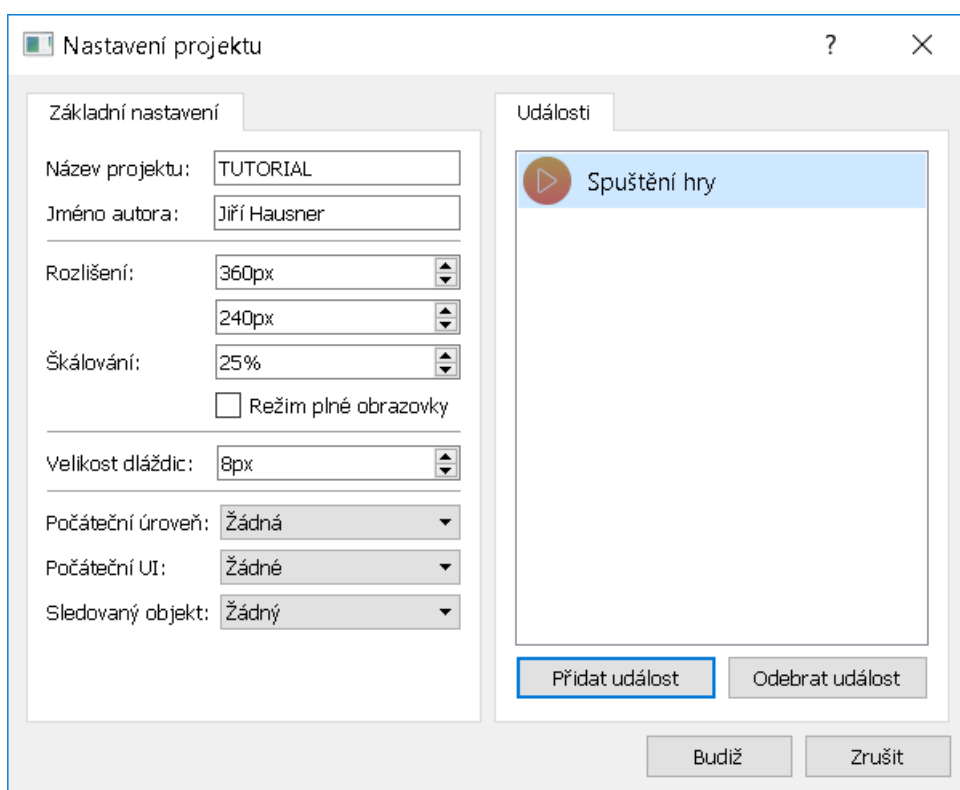 Nastavení projektu
?
Základní nastavení
Název projektu: TUTORIAL
Jméno autora: Jiří Hausner
Rozlišení: 360px
240px
Škálování: 25%
Režim plné obrazovky
Velikost dláždic: 8px
Počáteční úroveň: Žádná
Počáteční UI: Žádné
Sledovaný objekt: Žádný
Události
Spuštění hry
Přidat událost
Odebrat událost
Budiž
Zrušit